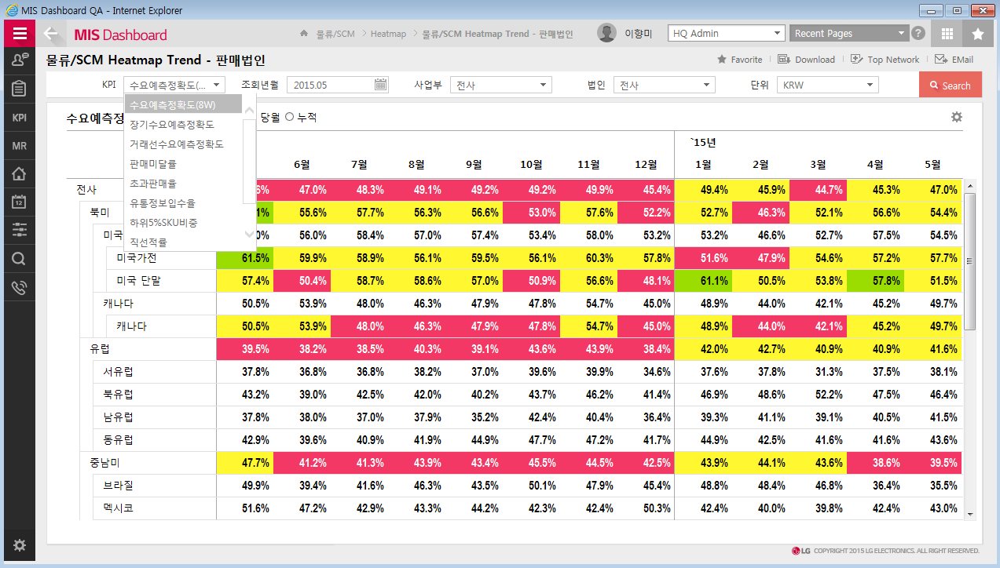 MIS Dashboard QA - Internet Explorer
MIS Dashboard 물류/SCM > Heatmap > 물류/SCM Heatmap Trend - 판매법인 이향미 HQ Admin Recent Pages ?
물류/SCM Heatmap Trend - 판매법인 Favorite Download Top Network EMail
KPI 수요예측정확도(... 조회년월 2015.05 사업부 전사 법인 전사 단위 KRW Search
수요예측정확도(8W)
장기수요예측정확도
거래선수요예측정확도
판매미달률
초과판매율
유통정보입수율
하위5%SKU비중
직선적률
KPI
MR
12
수요예측정 당월 누적
`15년
6월 7월 8월 9월 10월 11월 12월 1월 2월 3월 4월 5월
전사 6% 47.0% 48.3% 49.1% 49.2% 49.2% 49.9% 45.4% 49.4% 45.9% 44.7% 45.3% 47.0%
북미 1% 55.6% 57.7% 56.3% 56.6% 53.0% 57.6% 52.2% 52.7% 46.3% 52.1% 56.6% 54.4%
미국 0% 56.0% 58.4% 57.0% 57.4% 53.4% 58.0% 53.2% 53.2% 46.6% 52.7% 57.5% 54.5%
미국가전 61.5% 59.9% 58.9% 56.1% 59.5% 56.1% 60.3% 57.8% 51.6% 47.9% 54.6% 57.2% 57.7%
미국 단말 57.4% 50.4% 58.7% 58.6% 57.0% 50.9% 56.6% 48.1% 61.1% 50.5% 53.8% 57.8% 51.5%
캐나다 50.5% 53.9% 48.0% 46.3% 47.9% 47.8% 54.7% 45.0% 48.9% 44.0% 42.1% 45.2% 49.7%
캐나다 50.5% 53.9% 48.0% 46.3% 47.9% 47.8% 54.7% 45.0% 48.9% 44.0% 42.1% 45.2% 49.7%
유럽 39.5% 38.2% 38.5% 40.3% 39.1% 43.6% 43.9% 38.4% 42.0% 42.7% 40.9% 40.9% 41.6%
서유럽 37.8% 36.8% 36.8% 38.2% 37.0% 39.6% 39.9% 34.6% 37.6% 37.8% 31.3% 37.5% 38.1%
북유럽 43.2% 39.0% 42.5% 42.0% 40.2% 43.7% 46.2% 41.4% 46.9% 48.6% 52.2% 47.5% 46.4%
남유럽 37.8% 38.0% 37.0% 37.9% 35.2% 42.4% 40.4% 36.4% 39.3% 41.1% 39.1% 40.5% 41.5%
동유럽 42.9% 39.6% 40.9% 41.9% 44.9% 47.7% 47.2% 41.7% 44.9% 42.5% 41.6% 41.6% 43.6%
중남미 47.7% 41.2% 41.3% 43.9% 43.4% 45.5% 44.5% 42.5% 43.9% 44.1% 43.6% 38.6% 39.5%
브라질 49.9% 39.4% 41.6% 46.3% 43.5% 50.1% 47.9% 45.4% 48.8% 48.4% 46.8% 36.4% 35.5%
멕시코 51.6% 47.2% 42.9% 43.3% 44.2% 42.3% 42.4% 50.3% 42.4% 40.0% 39.8% 42.4% 43.0%
LG COPYRIGHT 2015 LG ELECTRONICS. ALL RIGHT RESERVED.